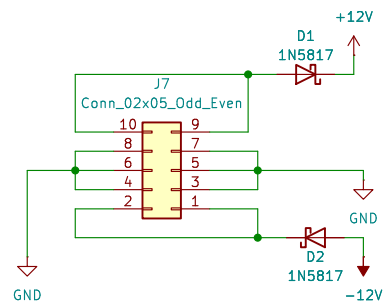 +12V
D1
1N5817
J7
Conn_02x05_Odd_Even
10 9
8 7
6 5
4 3
2 1
GND
D2
GND
1N5817
-12V